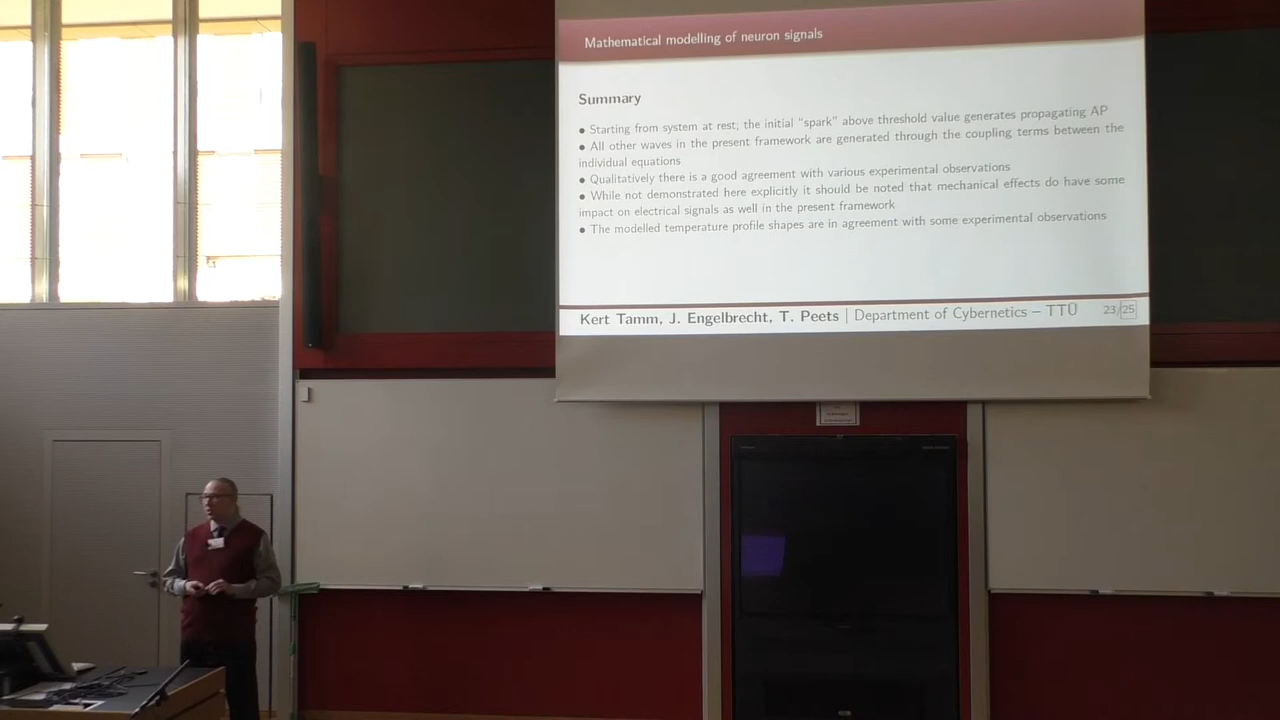 Mathematical modelling of neuron signals
Summary
● Starting from system at rest, the initial “spark” above threshold value generates propagating AP
● All other waves in the present framework are generated through the coupling terms between the
individual equations
● Qualitatively there is a good agreement with various experimental observations
● While not demonstrated here explicitly it should be noted that mechanical effects do have some
impact on electrical signals as well in the present framework
● The modelled temperature profile shapes are in agreement with some experimental observations
Kert Tamm, J. Engelbrecht, T. Peets | Department of Cybernetics – TTÜ 23/25